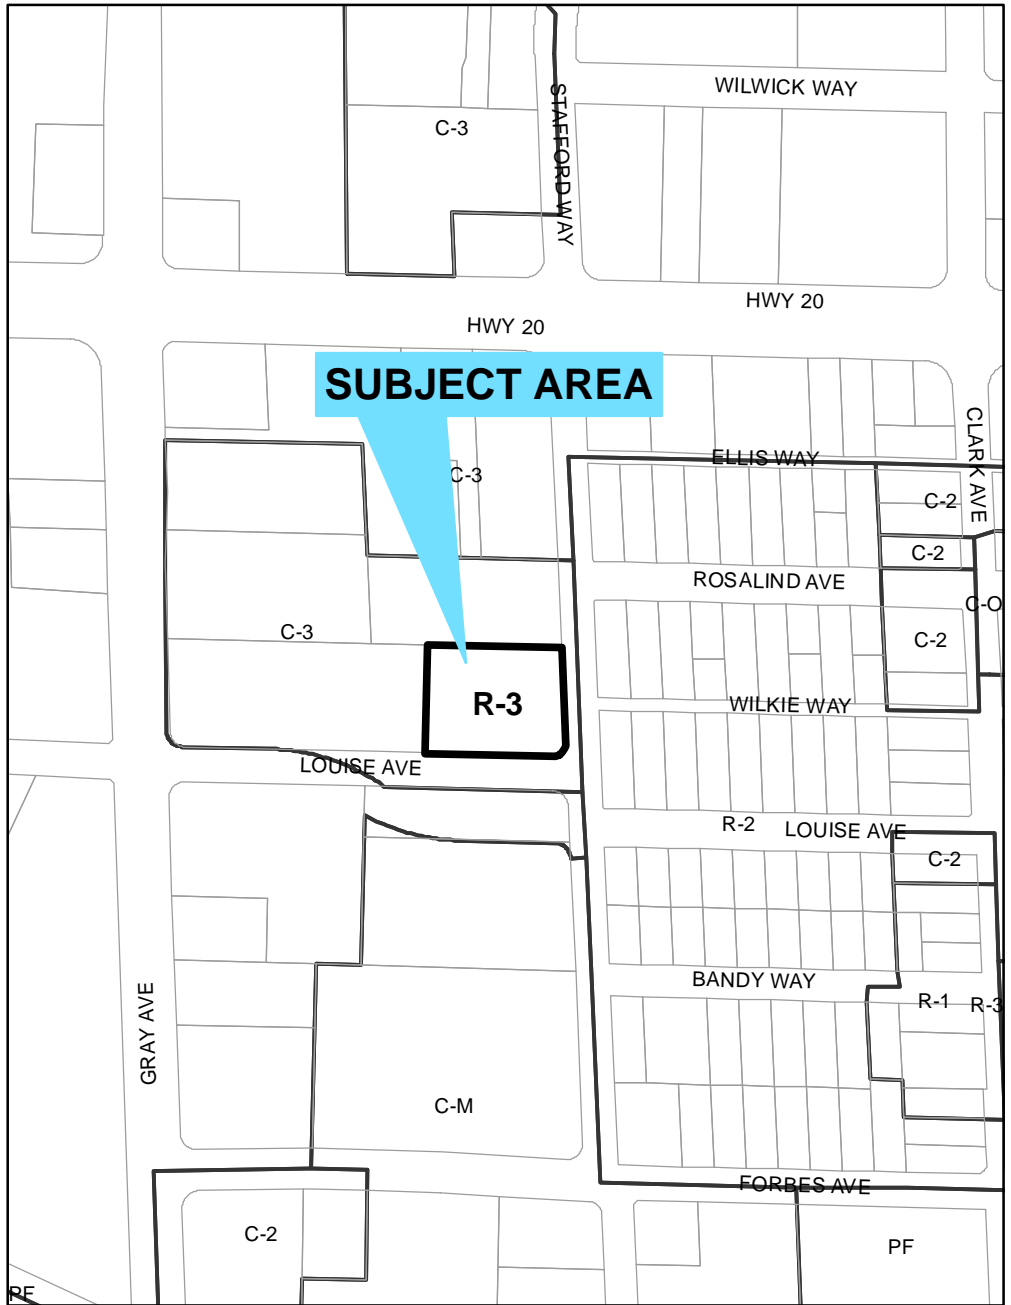 WILWICK WAY
C-3
STAFFORD WAY
HWY 20
HWY 20
SUBJECT AREA
CLARK AVE
ELLIS WAY
C-3
C-2
C-2
ROSALIND AVE
C-O
C-3
C-2
R-3
WILKIE WAY
LOUISE AVE
R-2
LOUISE AVE
C-2
BANDY WAY
R-1
R-3
GRAY AVE
C-M
FORBES AVE
C-2
PF
PF